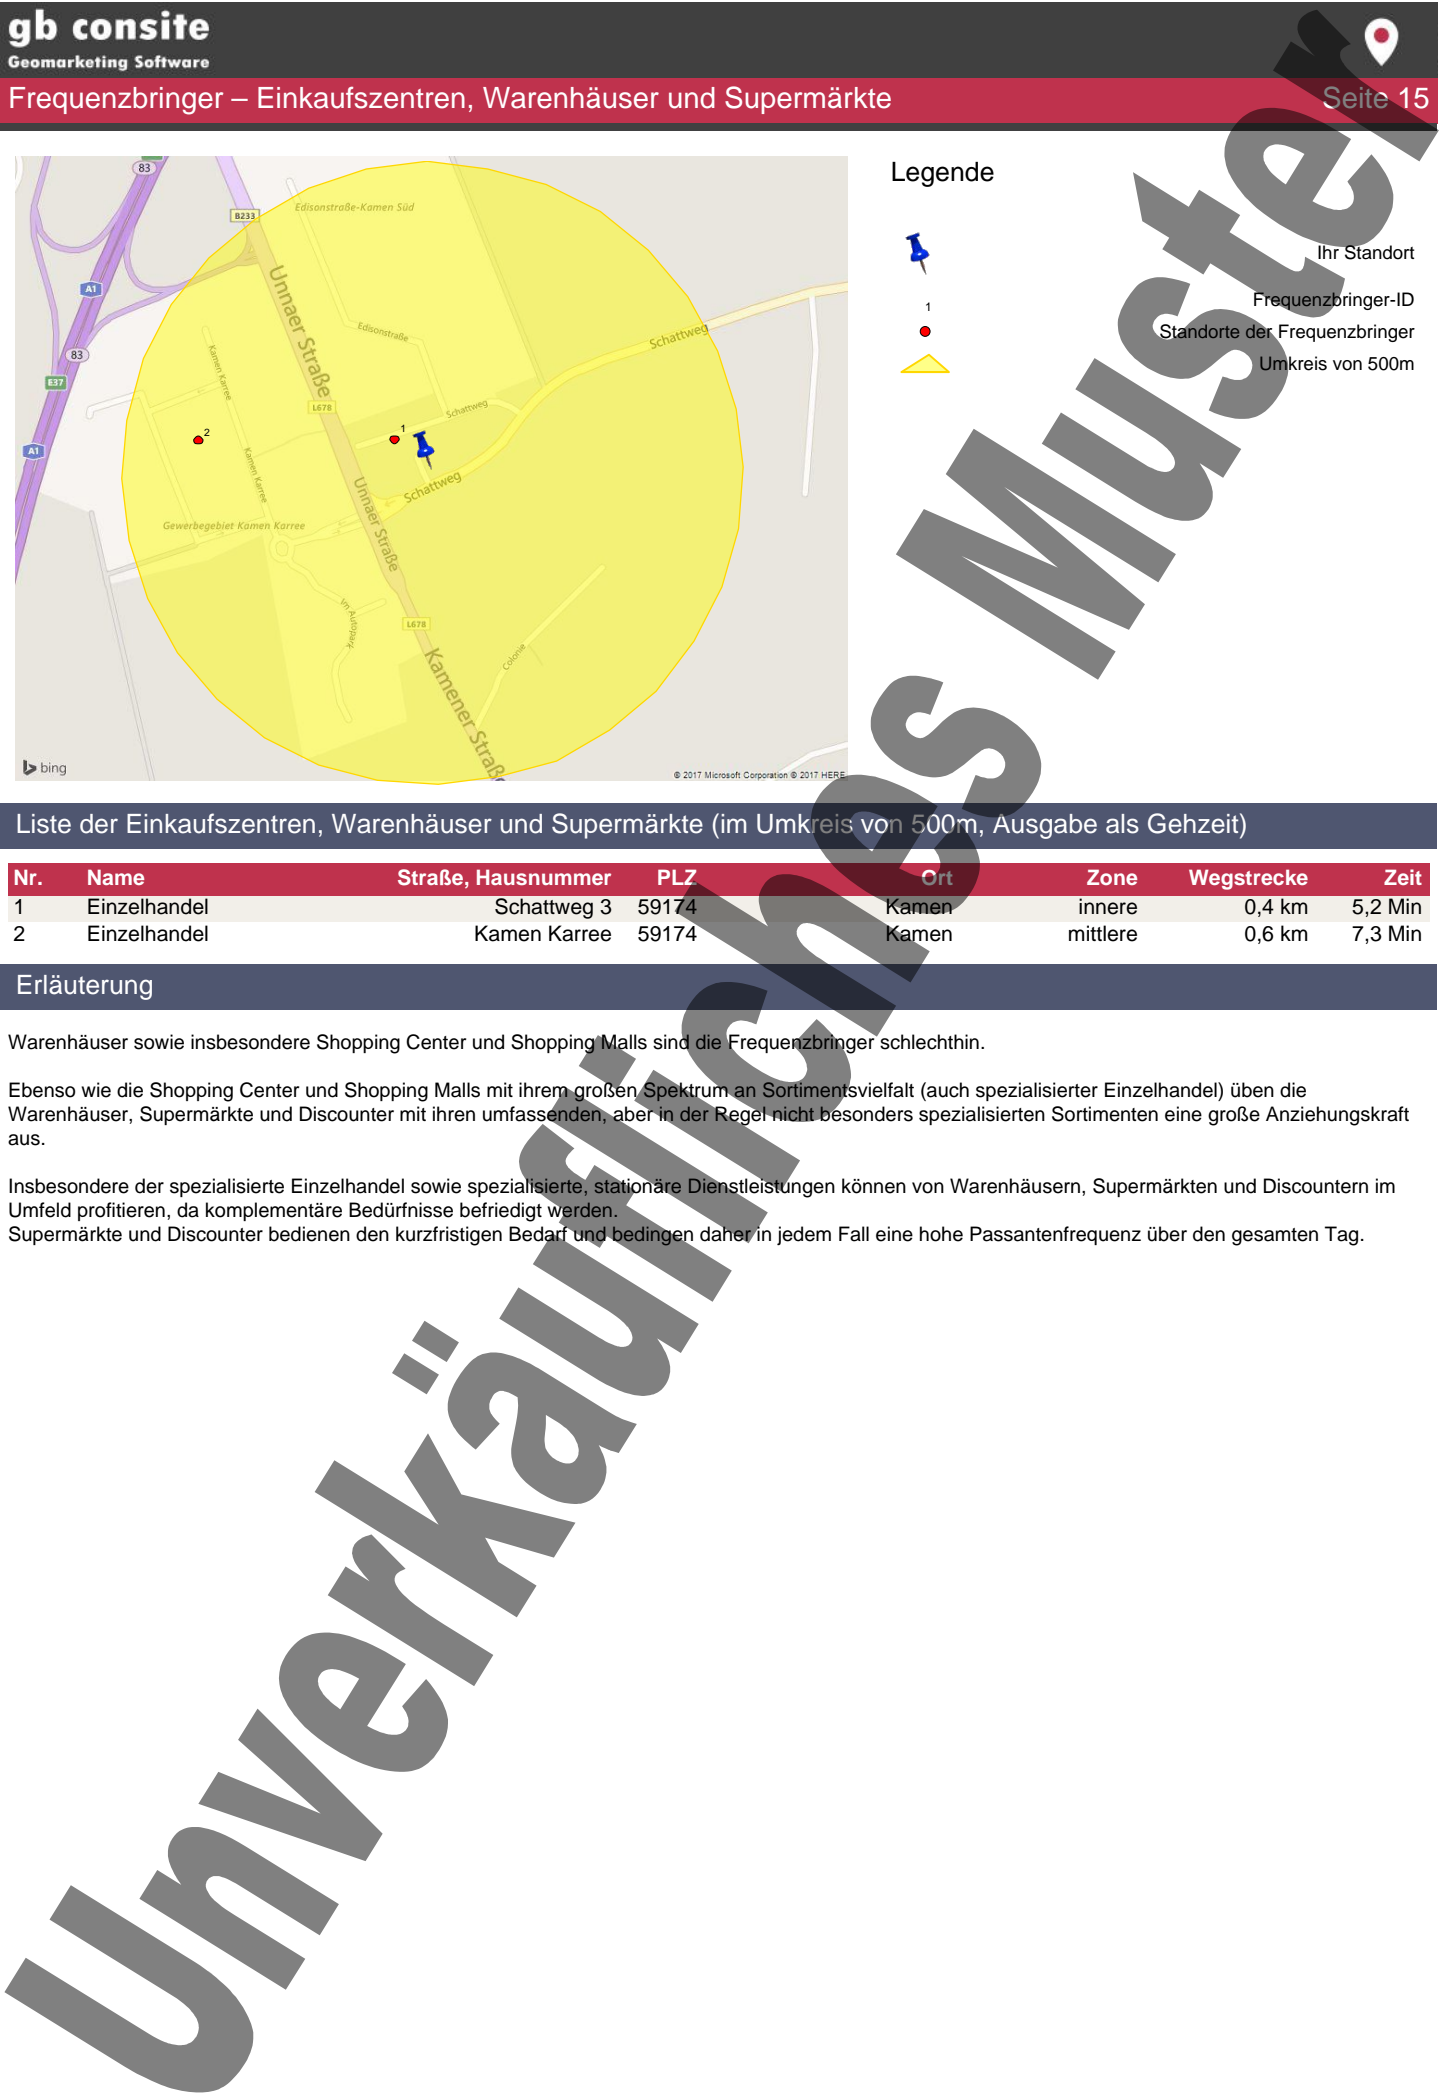 gb consite
Geomarketing Software
Frequenzbringer – Einkaufszentren, Warenhäuser und Supermärkte Seite 15
83
B233
Edisonstraße-Kamen Süd
Unnaer Straße
A1
Edisonstraße
Schattweg
83
Kamen Karree
E37
L678
Schattweg
2
1
A1
Kamen Karree
Schattweg
Unnaer Straße
Gewerbegebiet Kamen Karree
Im Autopark
L678
Colonie
Kamener Straße
bing
© 2017 Microsoft Corporation © 2017 HERE
Legende
Ihr Standort
1 Frequenzbringer-ID
Standorte der Frequenzbringer
Umkreis von 500m
Liste der Einkaufszentren, Warenhäuser und Supermärkte (im Umkreis von 500m, Ausgabe als Gehzeit)
Nr. Name Straße, Hausnummer PLZ Ort Zone Wegstrecke Zeit
1 Einzelhandel Schattweg 3 59174 Kamen innere 0,4 km 5,2 Min
2 Einzelhandel Kamen Karree 59174 Kamen mittlere 0,6 km 7,3 Min
Erläuterung
Warenhäuser sowie insbesondere Shopping Center und Shopping Malls sind die Frequenzbringer schlechthin.
Ebenso wie die Shopping Center und Shopping Malls mit ihrem großen Spektrum an Sortimentsvielfalt (auch spezialisierter Einzelhandel) üben die
Warenhäuser, Supermärkte und Discounter mit ihren umfassenden, aber in der Regel nicht besonders spezialisierten Sortimenten eine große Anziehungskraft
aus.
Insbesondere der spezialisierte Einzelhandel sowie spezialisierte, stationäre Dienstleistungen können von Warenhäusern, Supermärkten und Discountern im
Umfeld profitieren, da komplementäre Bedürfnisse befriedigt werden.
Supermärkte und Discounter bedienen den kurzfristigen Bedarf und bedingen daher in jedem Fall eine hohe Passantenfrequenz über den gesamten Tag.
Unverkäufliches Muster